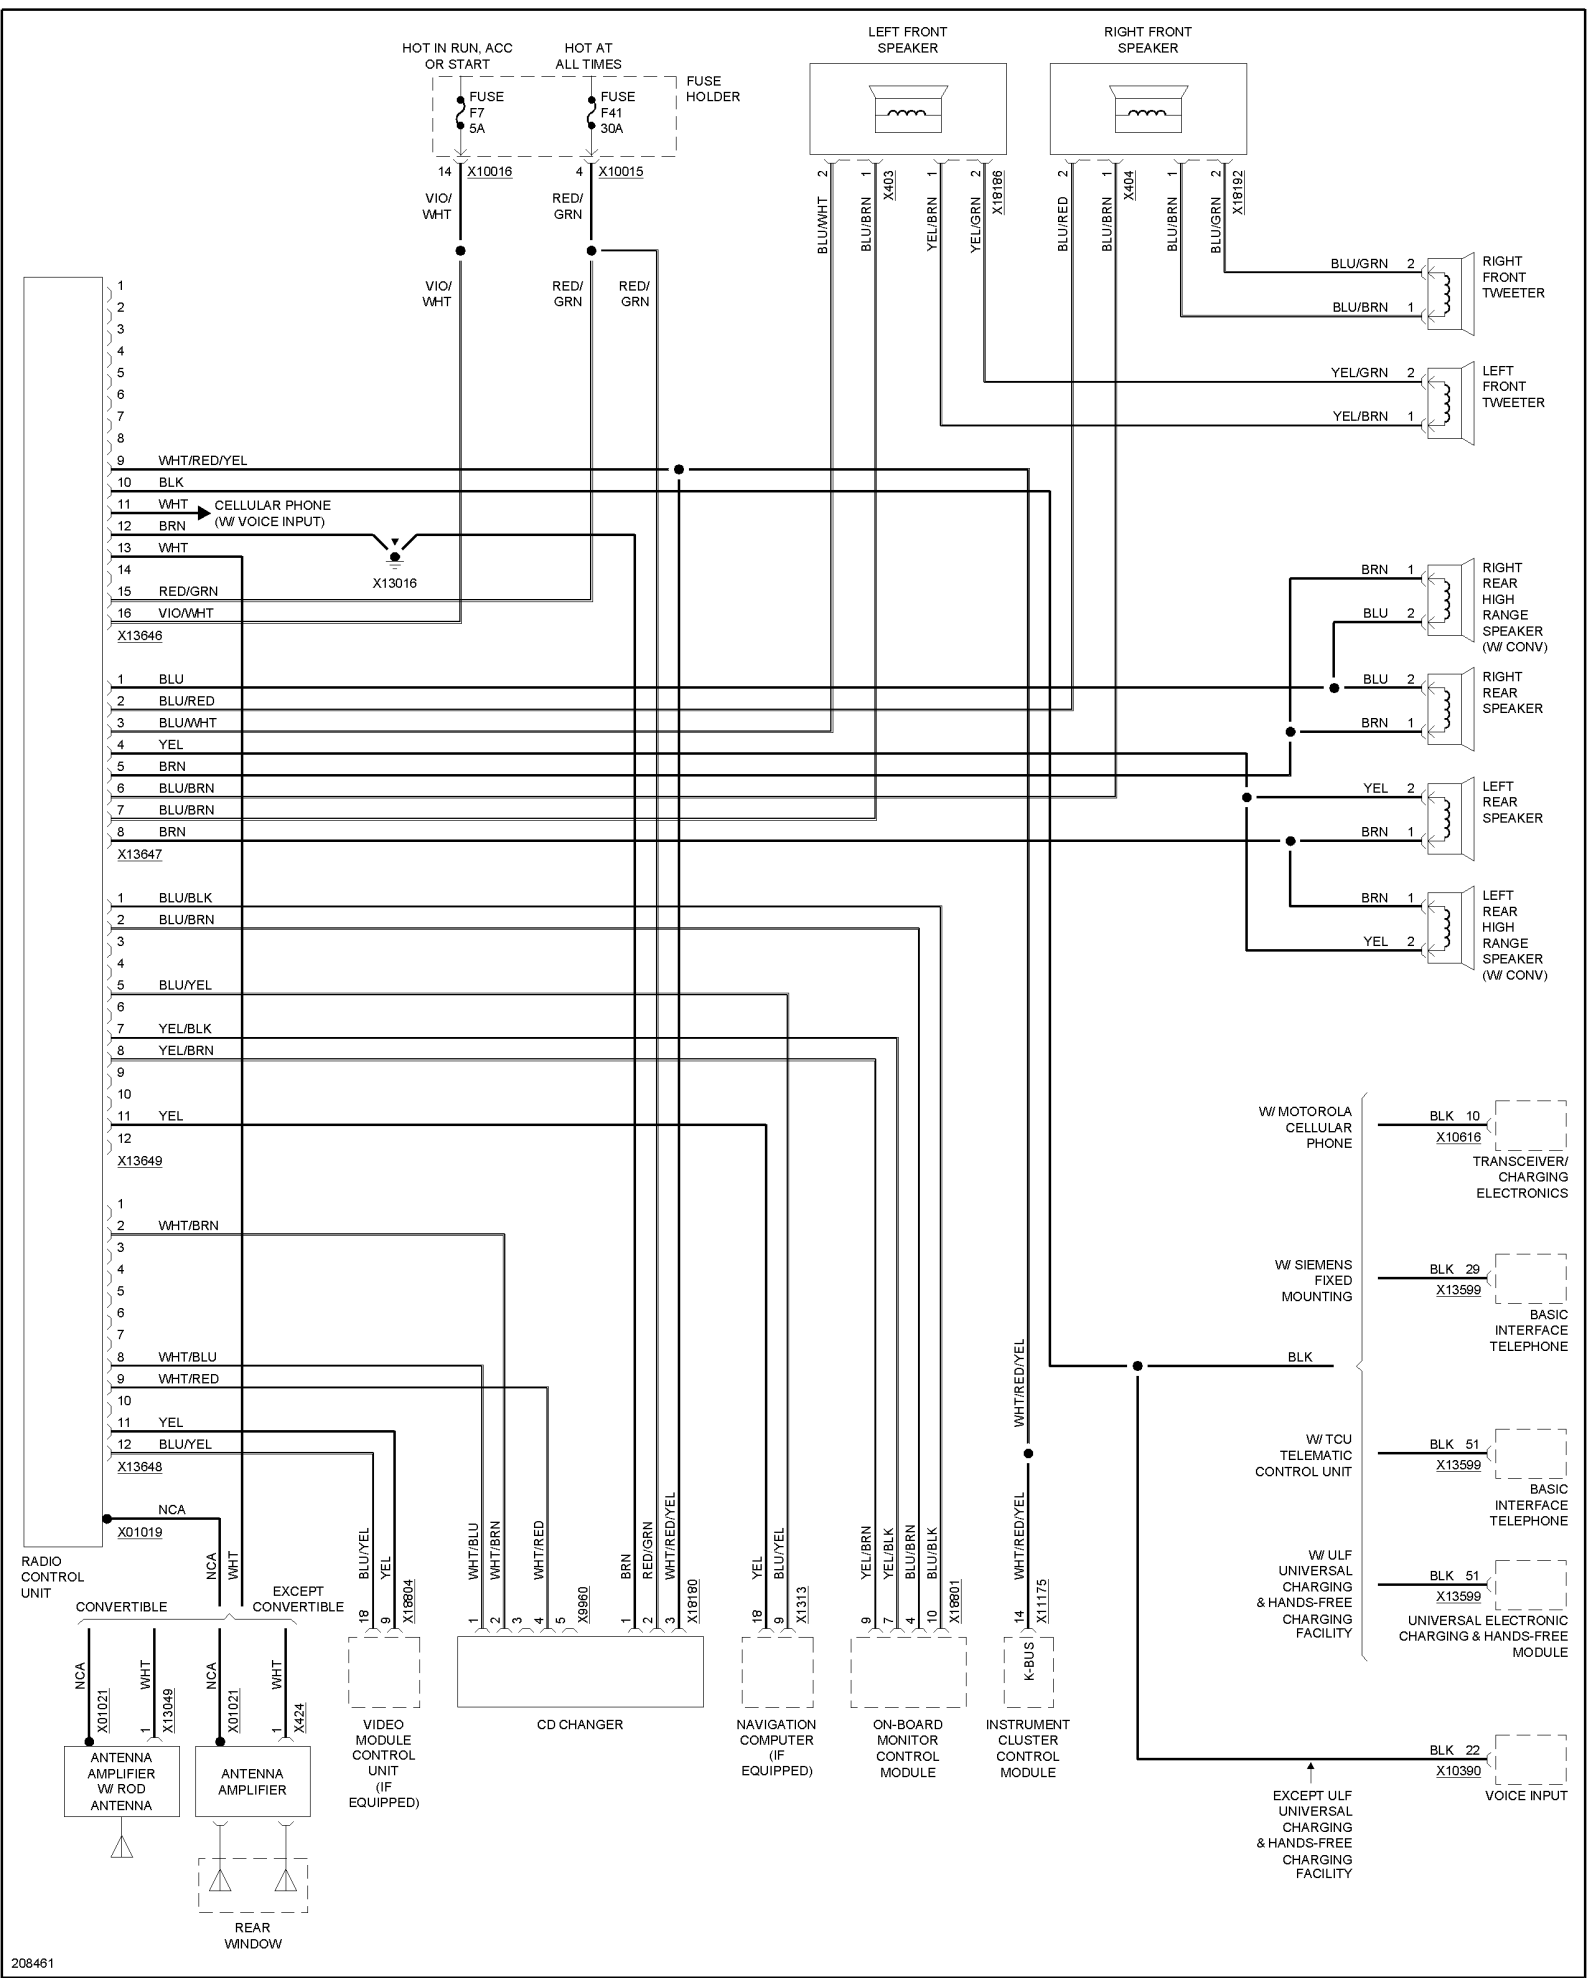 HOT IN RUN, ACC
OR START
HOT AT
ALL TIMES
FUSE
HOLDER
FUSE
F7
5A
FUSE
F41
30A
14 X10016
4 X10015
VIO/
WHT
RED/
GRN
VIO/
WHT
RED/
GRN
RED/
GRN
LEFT FRONT
SPEAKER
RIGHT FRONT
SPEAKER
2
1
X403
1
2
X18186
2
1
X404
1
2
X18192
BLU/WHT
BLU/BRN
YEL/BRN
YEL/GRN
BLU/RED
BLU/BRN
BLU/BRN
BLU/GRN
BLU/GRN 2
BLU/BRN 1
RIGHT
FRONT
TWEETER
YEL/GRN 2
YEL/BRN 1
LEFT
FRONT
TWEETER
1
2
3
4
5
6
7
8
9 WHT/RED/YEL
10 BLK
11 WHT
CELLULAR PHONE
(W/ VOICE INPUT)
12 BRN
13 WHT
14
15 RED/GRN
16 VIO/WHT
X13646
X13016
BRN 1
BLU 2
RIGHT
REAR
HIGH
RANGE
SPEAKER
(W/ CONV)
1 BLU
2 BLU/RED
3 BLU/WHT
4 YEL
5 BRN
6 BLU/BRN
7 BLU/BRN
8 BRN
X13647
BLU 2
BRN 1
RIGHT
REAR
SPEAKER
YEL 2
BRN 1
LEFT
REAR
SPEAKER
BRN 1
YEL 2
LEFT
REAR
HIGH
RANGE
SPEAKER
(W/ CONV)
1 BLU/BLK
2 BLU/BRN
3
4
5 BLU/YEL
6
7 YEL/BLK
8 YEL/BRN
9
10
11 YEL
12
X13649
1
2 WHT/BRN
3
4
5
6
7
8 WHT/BLU
9 WHT/RED
10
11 YEL
12 BLU/YEL
X13648
NCA
X01019
RADIO
CONTROL
UNIT
NCA
WHT
CONVERTIBLE
EXCEPT
CONVERTIBLE
NCA
X01021
WHT
1
X13049
NCA
X01021
WHT
1
X424
ANTENNA
AMPLIFIER
W/ ROD
ANTENNA
ANTENNA
AMPLIFIER
REAR
WINDOW
BLU/YEL
YEL
18
9
X18804
VIDEO
MODULE
CONTROL
UNIT
(IF
EQUIPPED)
WHT/BLU
WHT/BRN
WHT/RED
1
2
3
4
5
X9960
BRN
RED/GRN
WHT/RED/YEL
1
2
3
X18180
CD CHANGER
YEL
BLU/YEL
18
9
X1313
NAVIGATION
COMPUTER
(IF
EQUIPPED)
YEL/BRN
YEL/BLK
BLU/BRN
BLU/BLK
9
7
4
10
X18801
ON-BOARD
MONITOR
CONTROL
MODULE
WHT/RED/YEL
WHT/RED/YEL
14
X11175
K-BUS
INSTRUMENT
CLUSTER
CONTROL
MODULE
BLK
W/ MOTOROLA
CELLULAR
PHONE
BLK 10
X10616
TRANSCEIVER/
CHARGING
ELECTRONICS
W/ SIEMENS
FIXED
MOUNTING
BLK 29
X13599
BASIC
INTERFACE
TELEPHONE
W/ TCU
TELEMATIC
CONTROL UNIT
BLK 51
X13599
BASIC
INTERFACE
TELEPHONE
W/ ULF
UNIVERSAL
CHARGING
& HANDS-FREE
CHARGING
FACILITY
BLK 51
X13599
UNIVERSAL ELECTRONIC
CHARGING & HANDS-FREE
MODULE
BLK 22
X10390
VOICE INPUT
EXCEPT ULF
UNIVERSAL
CHARGING
& HANDS-FREE
CHARGING
FACILITY
208461